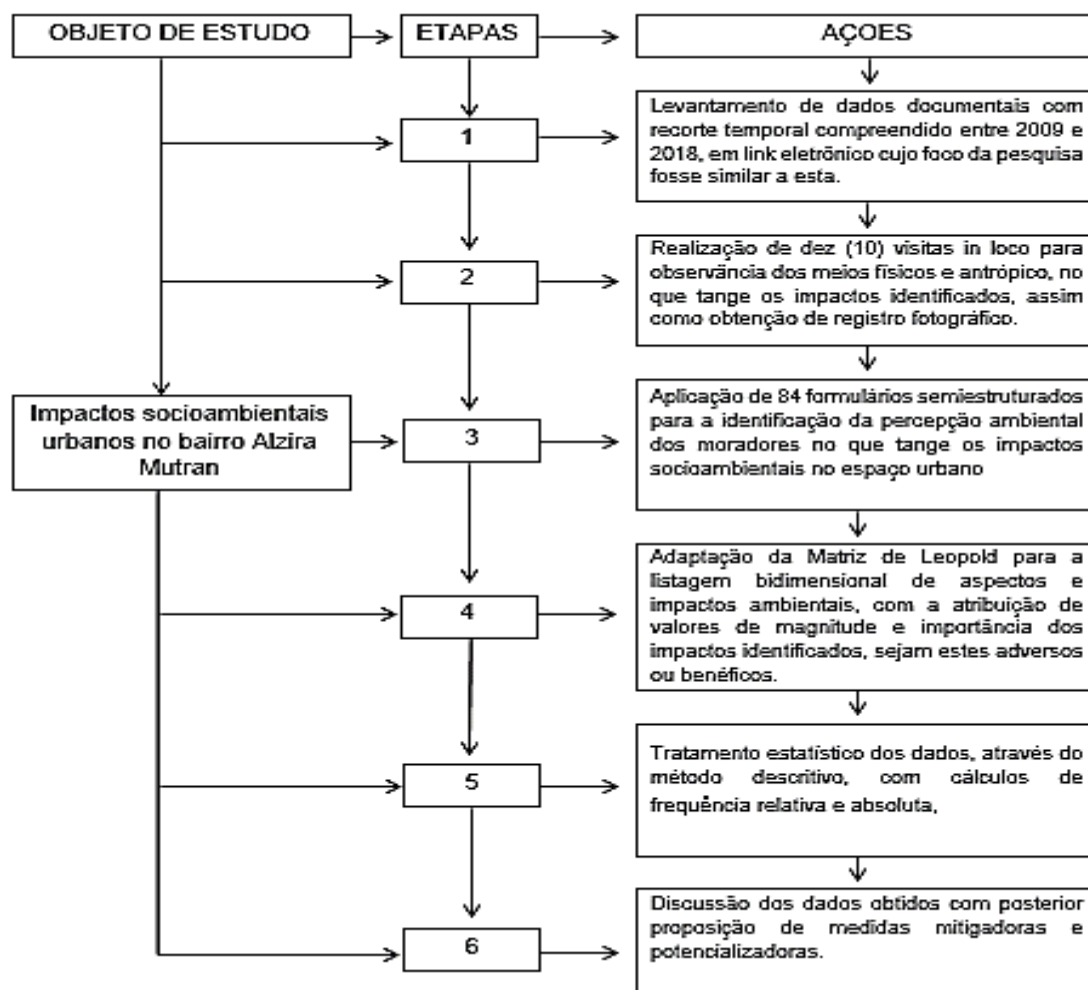 OBJETO DE ESTUDO
ETAPAS
AÇOES
1
Levantamento de dados documentais com
recorte temporal compreendido entre 2009 e
2018, em link eletrônico cujo foco da pesquisa
fosse similar a esta.
2
Realização de dez (10) visitas in loco para
observância dos meios físicos e antrópico, no
que tange os impactos identificados, assim
como obtenção de registro fotográfico.
Impactos socioambientais
urbanos no bairro Alzira
Mutran
3
Aplicação de 84 formulários semiestruturados
para a identificação da percepção ambiental
dos moradores no que tange os impactos
socioambientais no espaço urbano
4
Adaptação da Matriz de Leopold para a
listagem bidimensional de aspectos e
impactos ambientais, com a atribuição de
valores de magnitude e importância dos
impactos identificados, sejam estes adversos
ou benéficos.
5
Tratamento estatístico dos dados, através do
método descritivo, com cálculos de
frequência relativa e absoluta,
6
Discussão dos dados obtidos com posterior
proposição de medidas mitigadoras e
potencializadoras.